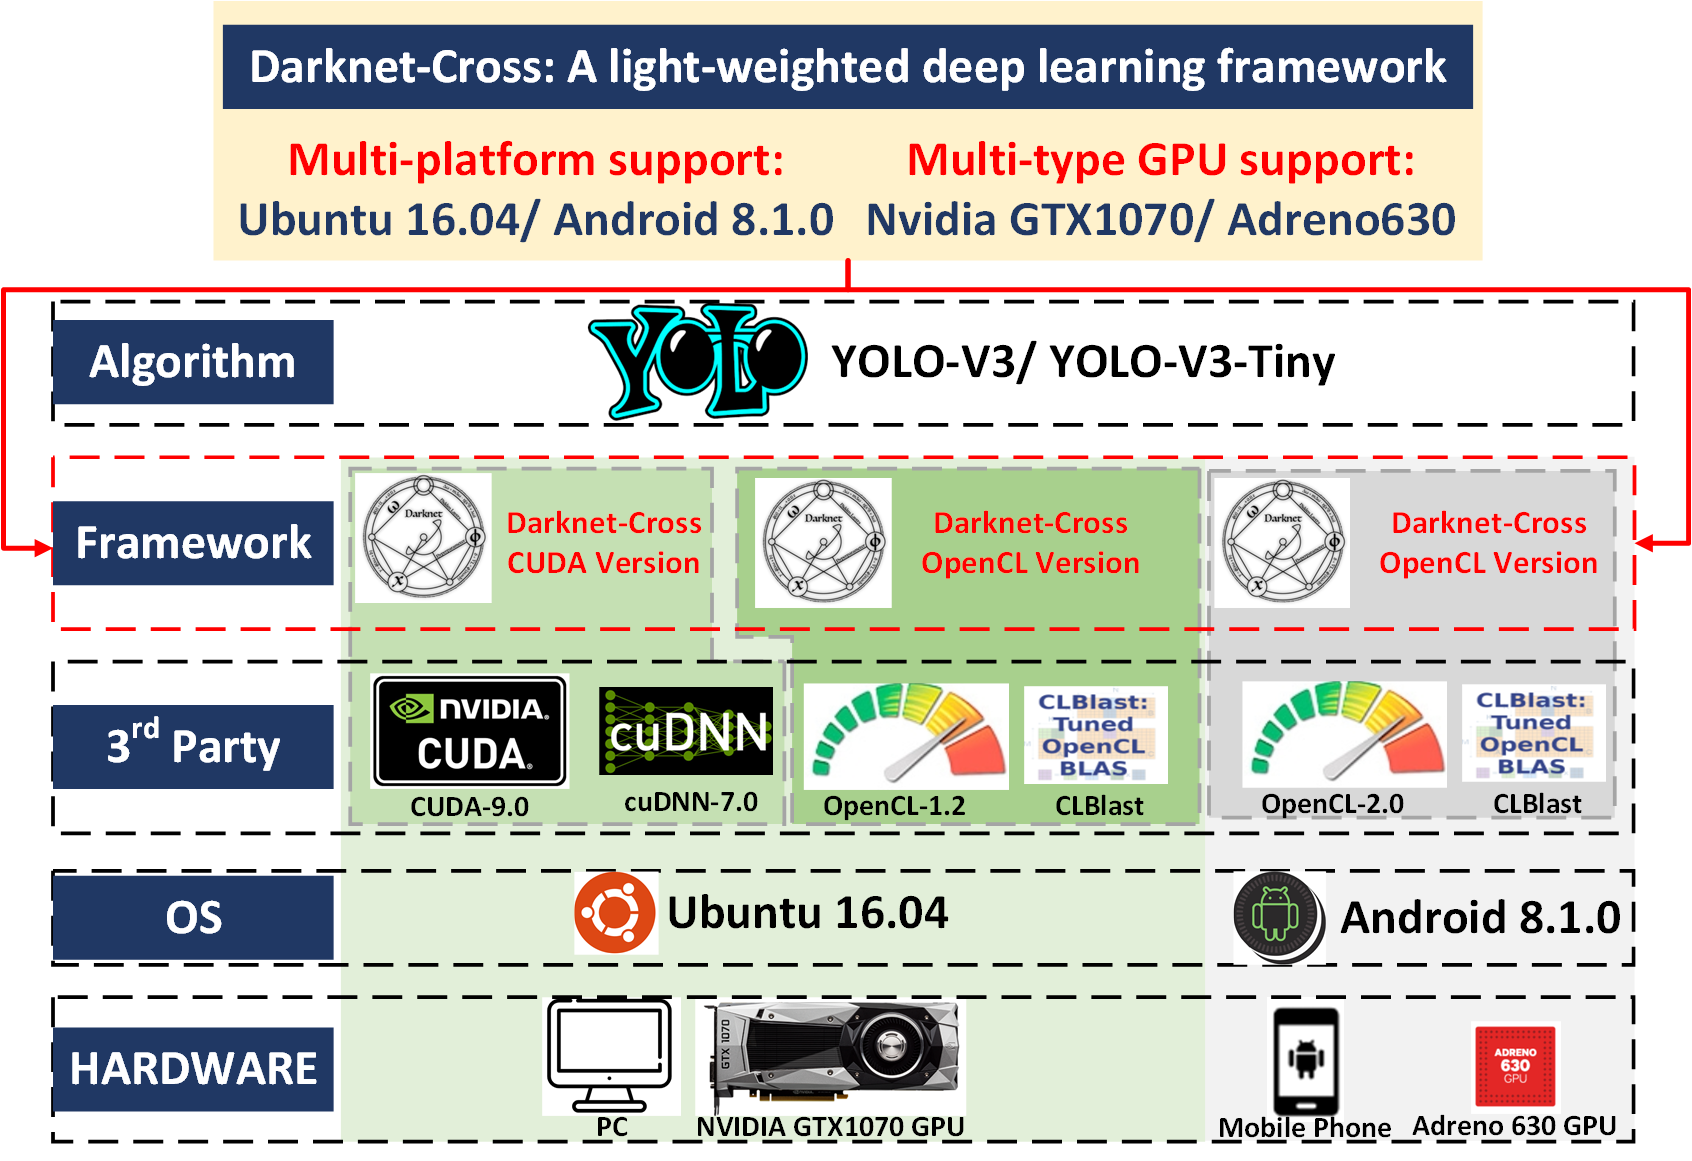 Darknet-Cross: A light-weighted deep learning framework
Multi-platform support:
Ubuntu 16.04/ Android 8.1.0
Multi-type GPU support:
Nvidia GTX1070/ Adreno630
Algorithm
YOLO
YOLO-V3/ YOLO-V3-Tiny
Framework
Darknet
Darknet-Cross
CUDA Version
Darknet
Darknet-Cross
OpenCL Version
Darknet
Darknet-Cross
OpenCL Version
3rd Party
NVIDIA.
CUDA.
CUDA-9.0
cuDNN
cuDNN-7.0
OpenCL-1.2
CLBlast:
Tuned
OpenCL
BLAS
CLBlast
OpenCL-2.0
CLBlast:
Tuned
OpenCL
BLAS
CLBlast
OS
Ubuntu 16.04
Android 8.1.0
HARDWARE
PC
GTX 1070
NVIDIA GTX1070 GPU
Mobile Phone
ADRENO
630
GPU
Adreno 630 GPU